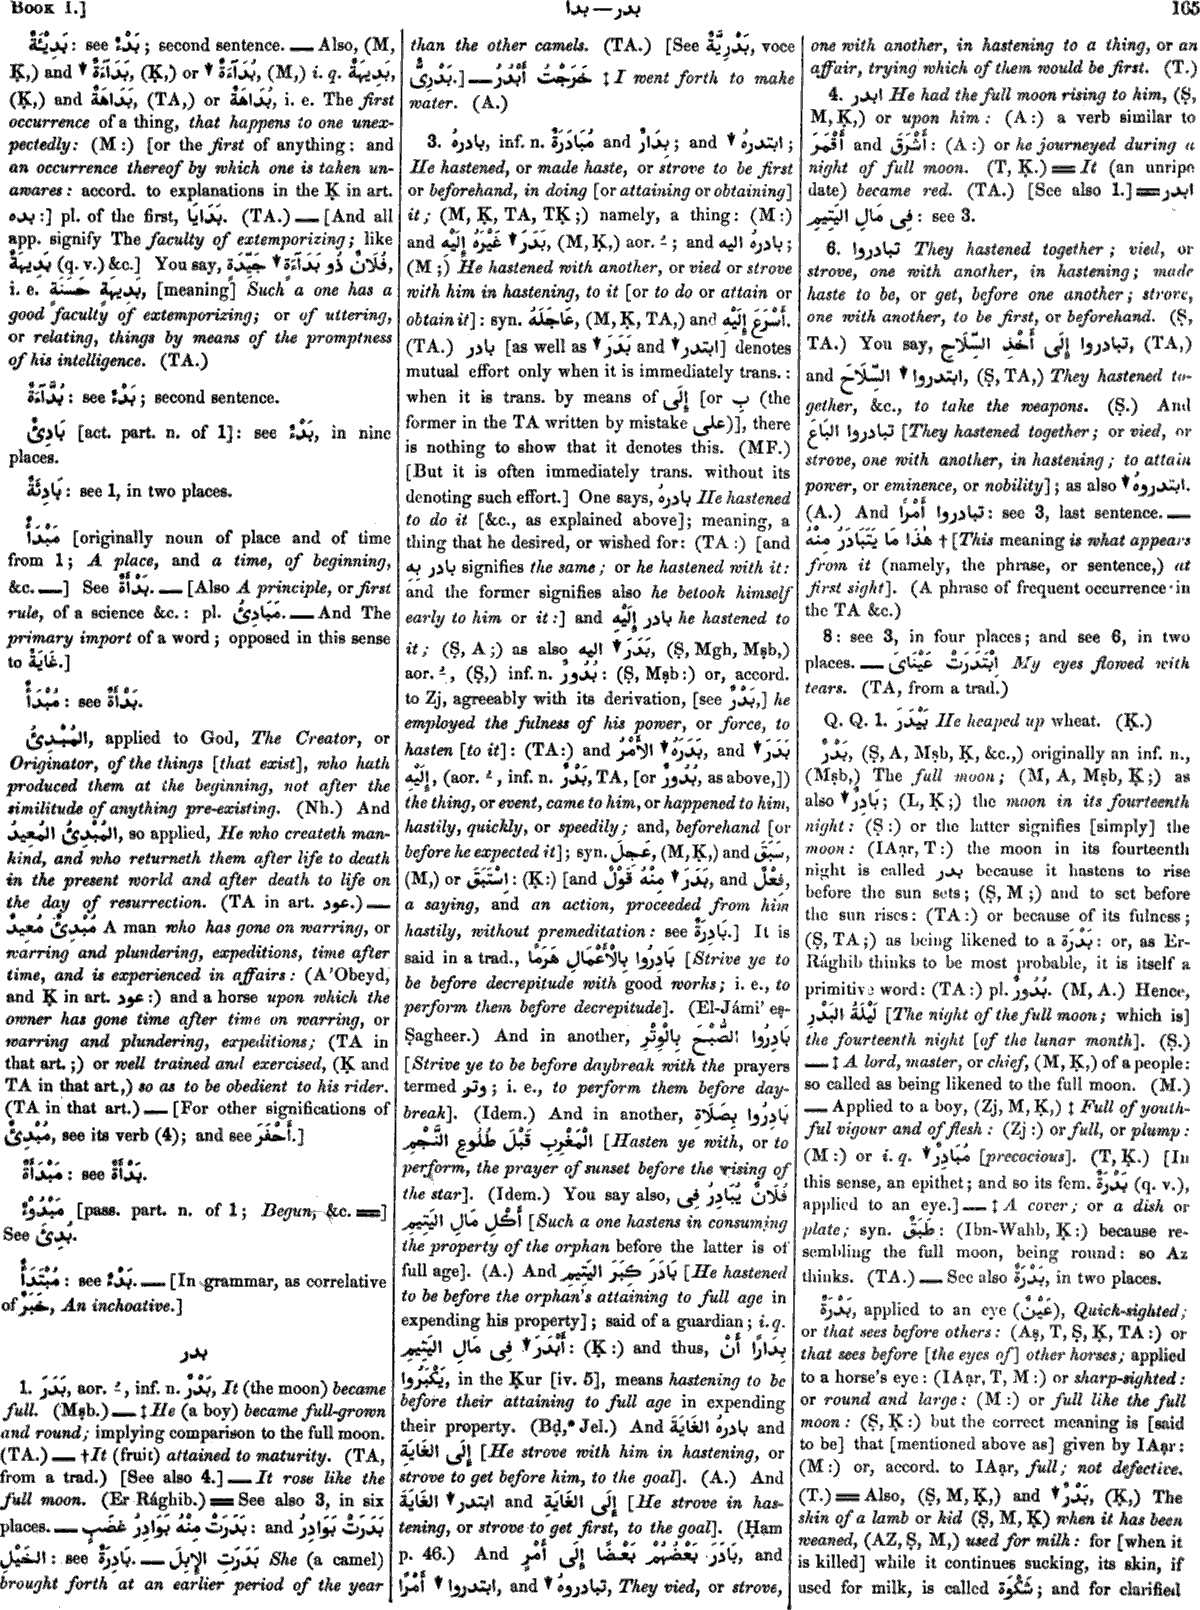 Book I.]
بدر — بدأ
165
بَدِيْئَةٌ: see بَدْءٌ; second sentence. — Also, (M,
Ḳ,) and ▼ بَدَآءَةٌ, (Ḳ,) or ▼ بُدَآءَةٌ, (M,) i. q. بَدِيهَةٌ,
(Ḳ,) and بَدَاهَةٌ, (TA,) or بُدَاهَةٌ, i. e. The first
occurrence of a thing, that happens to one unex-
pectedly: (M:) [or the first of anything: and
an occurrence thereof by which one is taken un-
awares: accord. to explanations in the Ḳ in art.
بده:] pl. of the first, بَدَايَا. (TA.) — [And all
app. signify The faculty of extemporizing; like
بَدِيهَةٌ (q. v.) &c.] You say, فُلَانٌ ذُو بَدَآءَةٍ ▼ جَيِّدَةٍ,
i. e. بَدِيهَةٍ حَسَنَةٍ, [meaning] Such a one has a
good faculty of extemporizing; or of uttering,
or relating, things by means of the promptness
of his intelligence. (TA.)
بُدَّآءَةٌ: see بَدْءٌ; second sentence.
بَادِئٌ [act. part. n. of 1]: see بَدْءٌ, in nine
places.
بَادِئَةٌ: see 1, in two places.
مَبْدَأٌ [originally noun of place and of time
from 1; A place, and a time, of beginning,
&c. —] See بَدْأَةٌ. — [Also A principle, or first
rule, of a science &c.: pl. مَبَادِئُ. — And The
primary import of a word; opposed in this sense
to غَايَةٌ.]
مُبْدَأٌ: see بَدْأَةٌ.
المُبْدِئُ, applied to God, The Creator, or
Originator, of the things [that exist], who hath
produced them at the beginning, not after the
similitude of anything pre-existing. (Nh.) And
المُبْدِئُ المُعِيدُ, so applied, He who createth man-
kind, and who returneth them after life to death
in the present world and after death to life on
the day of resurrection. (TA in art. عود.) —
مُبْدِئٌ مُعِيدٌ A man who has gone on warring, or
warring and plundering, expeditions, time after
time, and is experienced in affairs: (A'Obeyd,
and Ḳ in art. عود:) and a horse upon which the
owner has gone time after time on warring, or
warring and plundering, expeditions; (TA in
that art.;) or well trained and exercised, (Ḳ and
TA in that art.,) so as to be obedient to his rider.
(TA in that art.) — [For other significations of
مُبْدِئٌ, see its verb (4); and see أَحْفَرَ.]
مَبْدَأَةٌ: see بَدْأَةٌ.
مَبْدُوْءٌ [pass. part. n. of 1; Begun, &c. ══]
See بُدِئَ.
مُبْتَدَأٌ: see بَدْءٌ. — [In grammar, as correlative
of خَبَرٌ, An inchoative.]
بدر
1. بَدَرَ, aor. ـُ, inf. n. بَدْرٌ, It (the moon) became
full. (Mṣb.) — ‡ He (a boy) became full-grown
and round; implying comparison to the full moon.
(TA.) — † It (fruit) attained to maturity. (TA,
from a trad.) [See also 4.] — It rose like the
full moon. (Er Rághib.) ══ See also 3, in six
places. — بَدَرَتْ مِنْهُ بَوَادِرُ غَضَبٍ: and بَدَرَتْ بَوَادِرُ
الخَيْلِ: see بَادِرَةٌ. — بَدَرَتِ الإِبِلَ She (a camel)
brought forth at an earlier period of the year
than the other camels. (TA.) [See بَدْرِيَّةٌ, voce
بَدْرِىٌّ.] — خَرَجْتُ أَبْدُرُ ‡ I went forth to make
water. (A.)
3. بادرهُ, inf. n. مُبَادَرَةٌ and بِدَارٌ; and ▼ ابتدرهُ;
He hastened, or made haste, or strove to be first
or beforehand, in doing [or attaining or obtaining]
it; (M, Ḳ, TA, TḲ;) namely, a thing: (M:)
and بَدَرَ ▼ غَيْرَهُ إِلَيْهِ, (M, Ḳ,) aor. ـُ; and بادرهُ اليه;
(M;) He hastened with another, or vied or strove
with him in hastening, to it [or to do or attain or
obtain it]: syn. عَاجَلَهُ, (M, Ḳ, TA,) and أَسْرَعَ إِلَيْهِ.
(TA.) بادر [as well as ▼ بَدَرَ and ▼ ابتدر] denotes
mutual effort only when it is immediately trans.:
when it is trans. by means of إِلَى [or بِ (the
former in the TA written by mistake على)], there
is nothing to show that it denotes this. (MF.)
[But it is often immediately trans. without its
denoting such effort.] One says, بادرهُ He hastened
to do it [&c., as explained above]; meaning, a
thing that he desired, or wished for: (TA:) [and
بادر بِهِ signifies the same; or he hastened with it:
and the former signifies also he betook himself
early to him or it:] and بادر إِلَيْهِ he hastened to
it; (Ṣ, A;) as also بَدَرَ ▼ اليه, (Ṣ, Mgh, Mṣb,)
aor. ـُ, (Ṣ,) inf. n. بُدُورٌ: (Ṣ, Mṣb:) or, accord.
to Zj, agreeably with its derivation, [see بَدْرٌ,] he
employed the fulness of his power, or force, to
hasten [to it]: (TA:) and بَدَرَهُ ▼ الأَمْرُ, and بَدَرَ ▼
إِلَيْهِ, (aor. ـُ, inf. n. بَدْرٌ, TA, [or بُدُورٌ, as above,])
the thing, or event, came to him, or happened to him,
hastily, quickly, or speedily; and, beforehand [or
before he expected it]; syn. عَجِلَ, (M, Ḳ,) and سَبَقَ,
(M,) or اِسْتَبَقَ: (Ḳ:) [and بَدَرَ ▼ مِنْهُ قَوْلٌ, and فِعْلٌ,
a saying, and an action, proceeded from him
hastily, without premeditation: see بَادِرَةٌ.] It is
said in a trad., بَادِرُوا بِالْأَعْمَالِ هَرَمًا [Strive ye to
be before decrepitude with good works; i. e., to
perform them before decrepitude]. (El-Jámi' eṣ-
Ṣagheer.) And in another, بَادِرُوا الصُّبْحَ بِالْوِتْرِ
[Strive ye to be before daybreak with the prayers
termed وتر; i. e., to perform them before day-
break]. (Idem.) And in another, بَادِرُوا بِصَلَاةِ
الْمَغْرِبِ قَبْلَ طُلُوعِ النَّجْمِ [Hasten ye with, or to
perform, the prayer of sunset before the rising of
the star]. (Idem.) You say also, فُلَانٌ يُبَادِرُ فِى
أَكْلِ مَالِ اليَتِيمِ [Such a one hastens in consuming
the property of the orphan before the latter is of
full age]. (A.) And بَادَرَ كِبَرَ اليَتِيمِ [He hastened
to be before the orphan's attaining to full age in
expending his property]; said of a guardian; i. q.
أَبْدَرَ ▼ فِى مَالِ اليَتِيمِ: (Ḳ:) and thus, بِدَارًا أَنْ
يَكْبَرُوا, in the Ḳur [iv. 5], means hastening to be
before their attaining to full age in expending
their property. (Bḍ,* Jel.) And بادرهُ الغَايَةَ and
إِلَى الغَايَةِ [He strove with him in hastening, or
strove to get before him, to the goal]. (A.) And
ابتدر ▼ الغَايَةَ and إِلَى الغَايَةِ [He strove in has-
tening, or strove to get first, to the goal]. (Ḥam
p. 46.) And بَادَرَ بَعْضُهُمْ بَعْضًا إِلَى أَمْرٍ, and
ابتدروا ▼ أَمْرًا, and ▼ تبادروهُ, They vied, or strove,
one with another, in hastening to a thing, or an
affair, trying which of them would be first. (T.)
4. ابدر He had the full moon rising to him, (Ṣ,
M, Ḳ,) or upon him: (A:) a verb similar to
أَقْمَرَ and أَشْرَقَ: (A:) or he journeyed during a
night of full moon. (T, Ḳ.) ══ It (an unripe
date) became red. (TA.) [See also 1.] ══ ابدر
فِى مَالِ اليَتِيمِ: see 3.
6. تبادروا They hastened together; vied, or
strove, one with another, in hastening; made
haste to be, or get, before one another; strove,
one with another, to be first, or beforehand. (Ṣ,
TA.) You say, تبادروا إِلَى أَخْذِ السِّلَاحِ, (TA,)
and ابتدروا ▼ السِّلَاحَ, (Ṣ, TA,) They hastened to-
gether, &c., to take the weapons. (Ṣ.) And
تبادروا البَاعَ [They hastened together; or vied, or
strove, one with another, in hastening; to attain
power, or eminence, or nobility]; as also ▼ ابتدروهُ.
(A.) And تبادروا أَمْرًا: see 3, last sentence. —
هٰذَا مَا يَتَبَادَرُ مِنْهُ † [This meaning is what appears
from it (namely, the phrase, or sentence,) at
first sight]. (A phrase of frequent occurrence in
the TA &c.)
8: see 3, in four places; and see 6, in two
places. — اِبْتَدَرَتْ عَيْنَاىَ My eyes flowed with
tears. (TA, from a trad.)
Q. Q. 1. بَيْدَرَ He heaped up wheat. (Ḳ.)
بَدْرٌ, (Ṣ, A, Mṣb, Ḳ, &c.,) originally an inf. n.,
(Mṣb,) The full moon; (M, A, Mṣb, Ḳ;) as
also ▼ بَادِرٌ; (L, Ḳ;) the moon in its fourteenth
night: (Ṣ:) or the latter signifies [simply] the
moon: (IAạr, T:) the moon in its fourteenth
night is called بدر because it hastens to rise
before the sun sets; (Ṣ, M;) and to set before
the sun rises: (TA:) or because of its fulness;
(Ṣ, TA;) as being likened to a بَدْرَة: or, as Er-
Rághib thinks to be most probable, it is itself a
primitive word: (TA:) pl. بُدُورٌ. (M, A.) Hence,
لَيْلَةُ البَدْرِ [The night of the full moon; which is]
the fourteenth night [of the lunar month]. (Ṣ.)
— ‡ A lord, master, or chief, (M, Ḳ,) of a people:
so called as being likened to the full moon. (M.)
— Applied to a boy, (Zj, M, Ḳ,) ‡ Full of youth-
ful vigour and of flesh: (Zj:) or full, or plump:
(M:) or i. q. ▼ مُبَادِرٌ [precocious]. (T, Ḳ.) [In
this sense, an epithet; and so its fem. بَدْرَةٌ (q. v.),
applied to an eye.] — ‡ A cover; or a dish or
plate; syn. طَبَقٌ: (Ibn-Wahb, Ḳ:) because re-
sembling the full moon, being round: so Az
thinks. (TA.) — See also بَدْرَةٌ, in two places.
بَدْرَةٌ, applied to an eye (عَيْنٌ), Quick-sighted;
or that sees before others: (Aṣ, T, Ṣ, Ḳ, TA:) or
that sees before [the eyes of] other horses; applied
to a horse's eye: (IAạr, T, M:) or sharp-sighted:
or round and large: (M:) or full like the full
moon: (Ṣ, Ḳ:) but the correct meaning is [said
to be] that [mentioned above as] given by IAạr:
(M:) or, accord. to IAạr, full; not defective.
(T.) ══ Also, (Ṣ, M, Ḳ,) and ▼ بَدْرٌ, (Ḳ,) The
skin of a lamb or kid (Ṣ, M, Ḳ) when it has been
weaned, (AZ, Ṣ, M,) used for milk: for [when it
is killed] while it continues sucking, its skin, if
used for milk, is called شَكْوَة; and for clarified